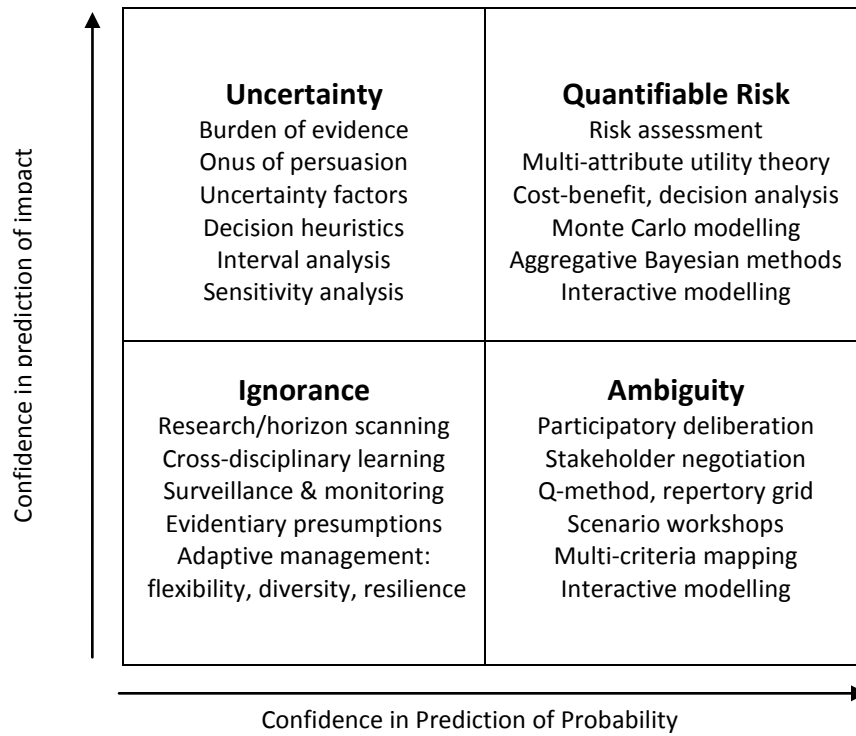 Confidence in prediction of impact
Uncertainty
Burden of evidence
Onus of persuasion
Uncertainty factors
Decision heuristics
Interval analysis
Sensitivity analysis
Quantifiable Risk
Risk assessment
Multi-attribute utility theory
Cost-benefit, decision analysis
Monte Carlo modelling
Aggregative Bayesian methods
Interactive modelling
Ignorance
Research/horizon scanning
Cross-disciplinary learning
Surveillance & monitoring
Evidentiary presumptions
Adaptive management:
flexibility, diversity, resilience
Ambiguity
Participatory deliberation
Stakeholder negotiation
Q-method, repertory grid
Scenario workshops
Multi-criteria mapping
Interactive modelling
Confidence in Prediction of Probability